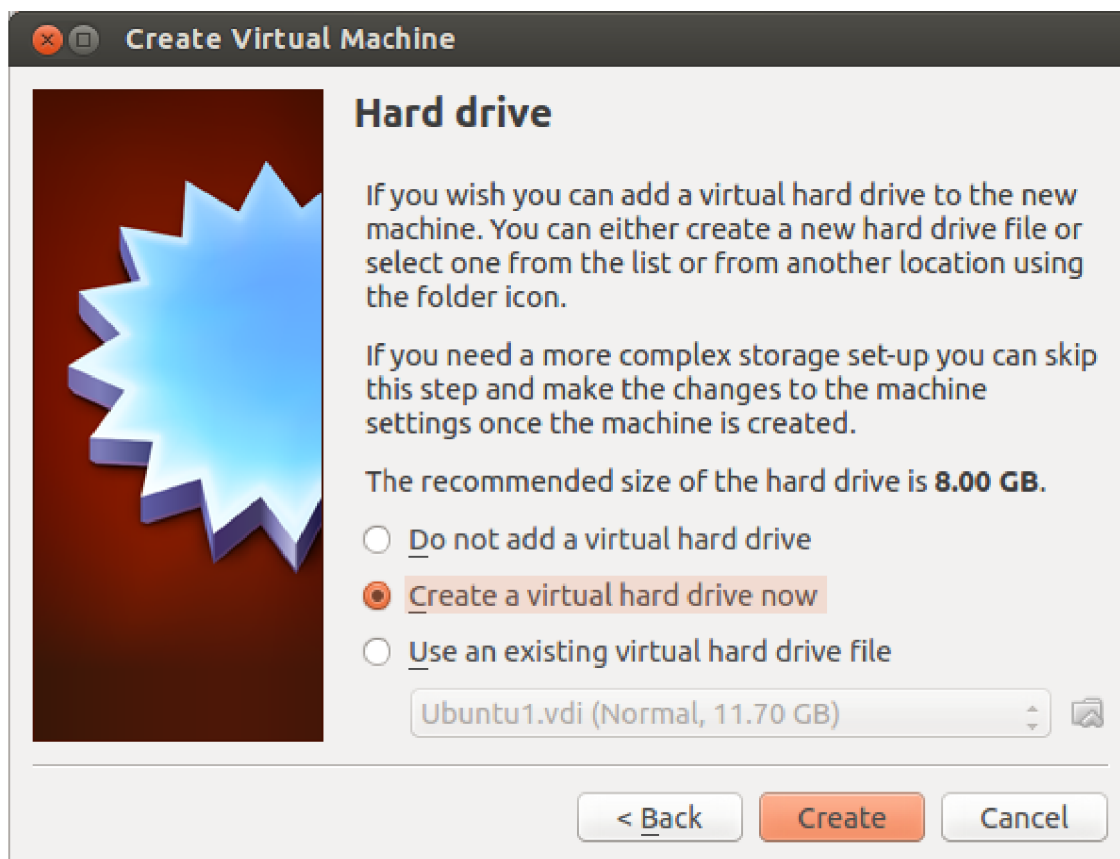 Create Virtual Machine
Hard drive
If you wish you can add a virtual hard drive to the new
machine. You can either create a new hard drive file or
select one from the list or from another location using
the folder icon.
If you need a more complex storage set-up you can skip
this step and make the changes to the machine
settings once the machine is created.
The recommended size of the hard drive is 8.00 GB.
Do not add a virtual hard drive
Create a virtual hard drive now
Use an existing virtual hard drive file
Ubuntu1.vdi (Normal, 11.70 GB)
< Back Create Cancel